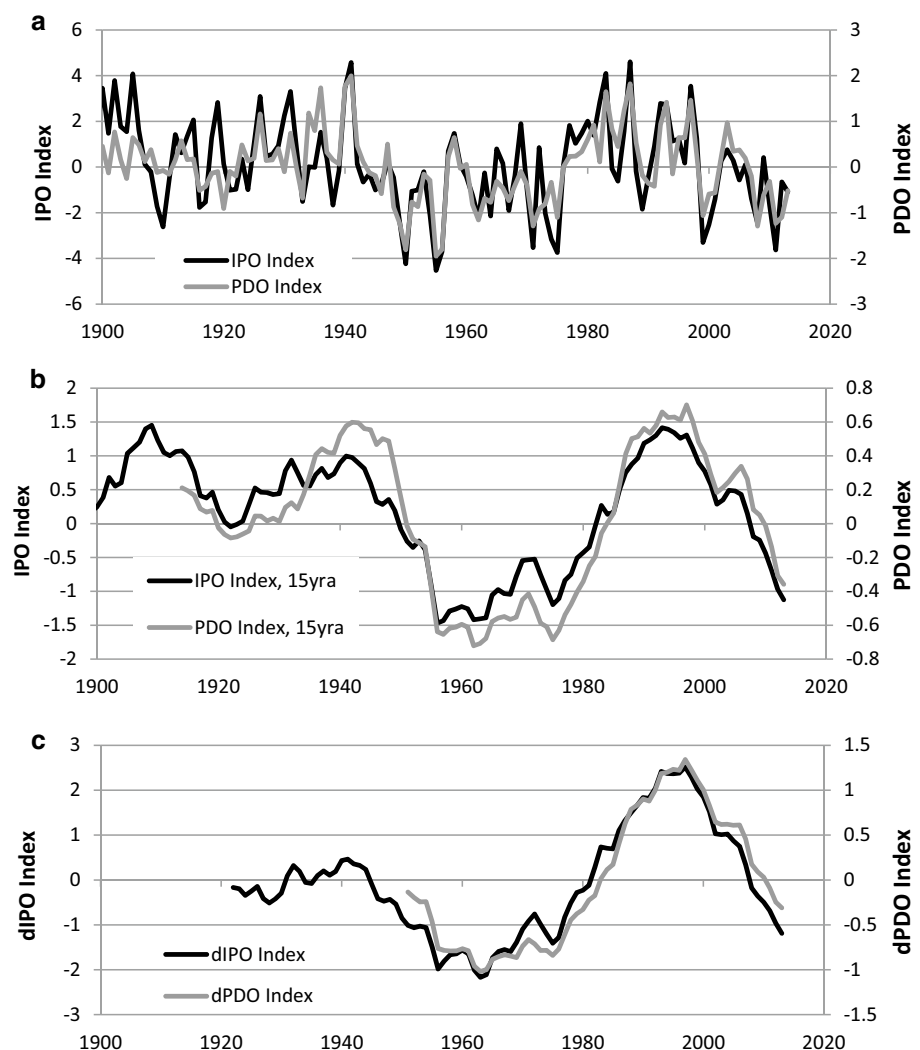 a
6
4
2
0
-2
-4
-6
IPO Index
3
2
1
0
-1
-2
-3
PDO Index
IPO Index
PDO Index
1900 1920 1940 1960 1980 2000 2020
b
2
1.5
1
0.5
0
-0.5
-1
-1.5
-2
IPO Index
0.8
0.6
0.4
0.2
0
-0.2
-0.4
-0.6
-0.8
PDO Index
IPO Index, 15yra
PDO Index, 15yra
1900 1920 1940 1960 1980 2000 2020
c
3
2
1
0
-1
-2
-3
dIPO Index
1.5
1
0.5
0
-0.5
-1
-1.5
dPDO Index
dIPO Index
dPDO Index
1900 1920 1940 1960 1980 2000 2020